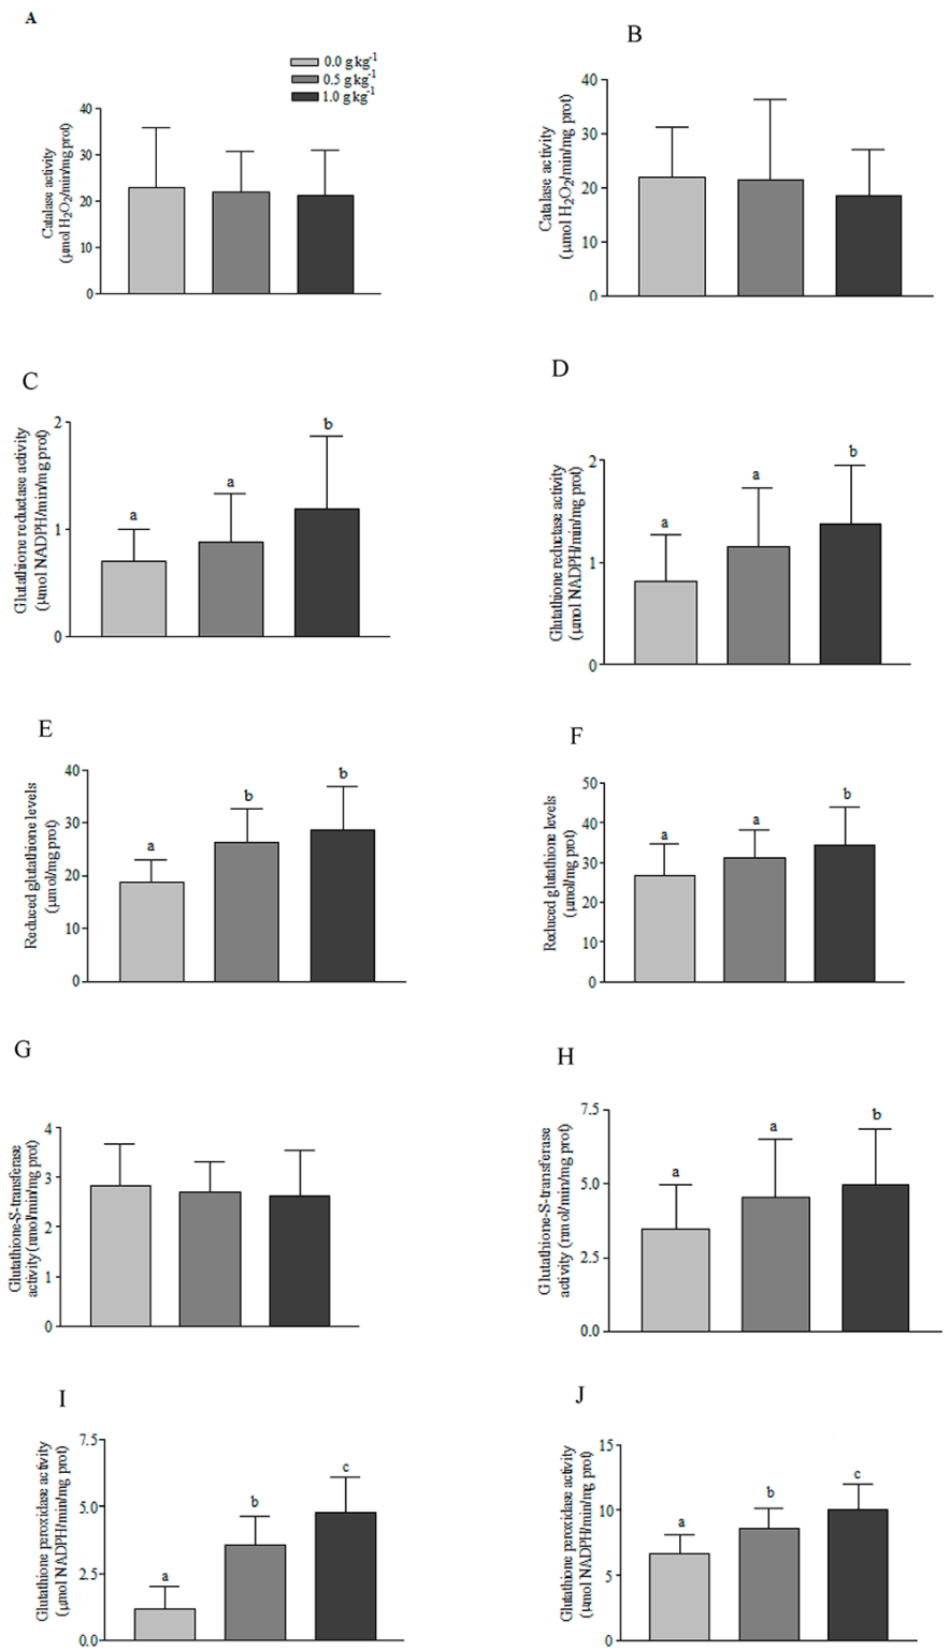 A
0.0 g kg-1
0.5 g kg-1
1.0 g kg-1
Catalase activity
(µmol H2O2/min/mg prot)
40
30
20
10
0
B
Catalase activity
(µmol H2O2/min/mg prot)
40
30
20
10
0
C
Glutathione reductase activity
(µmol NADPH/min/mg prot)
2
1
0
a
a
b
D
Glutathione reductase activity
(µmol NADPH/min/mg prot)
2
1
0
a
a
b
E
Reduced glutathione levels
(µmol/mg prot)
40
30
20
10
0
a
b
b
F
Reduced glutathione levels
(µmol/mg prot)
50
40
30
20
10
0
a
a
b
G
Glutathione-S-transferase
activity (nmol/min/mg prot)
4
3
2
1
0
H
Glutathione-S-transferase
activity (nmol/min/mg prot)
7.5
5.0
2.5
0.0
a
a
b
I
Glutathione peroxidase activity
(µmol NADPH/min/mg prot)
7.5
5.0
2.5
0.0
a
b
c
J
Glutathione peroxidase activity
(µmol NADPH/min/mg prot)
15
10
5
0
a
b
c